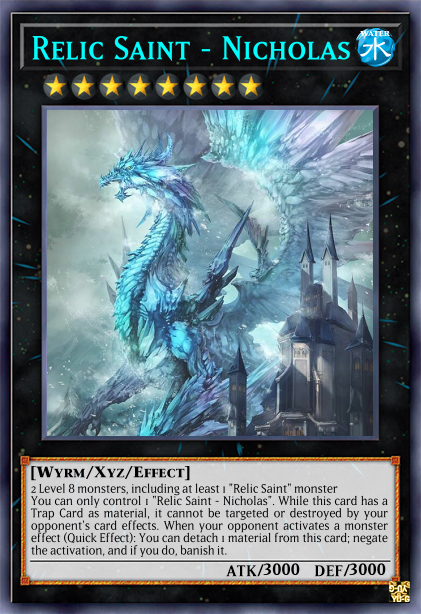 Relic Saint - Nicholas
WATER
水
[Wyrm/Xyz/Effect]
2 Level 8 monsters, including at least 1 "Relic Saint" monster
You can only control 1 "Relic Saint - Nicholas". While this card has a
Trap Card as material, it cannot be targeted or destroyed by your
opponent's card effects. When your opponent activates a monster
effect (Quick Effect): You can detach 1 material from this card; negate
the activation, and if you do, banish it.
ATK/3000 DEF/3000